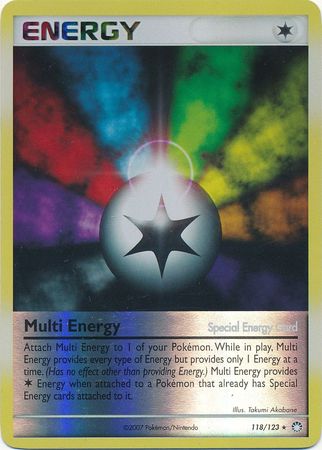 ENERGY
Multi Energy Special Energy Card
Attach Multi Energy to 1 of your Pokémon. While in play, Multi
Energy provides every type of Energy but provides only 1 Energy at a
time. (Has no effect other than providing Energy.) Multi Energy provides
✶ Energy when attached to a Pokémon that already has Special
Energy cards attached to it.
Illus. Takumi Akabane
©2007 Pokémon/Nintendo 118/123 ★